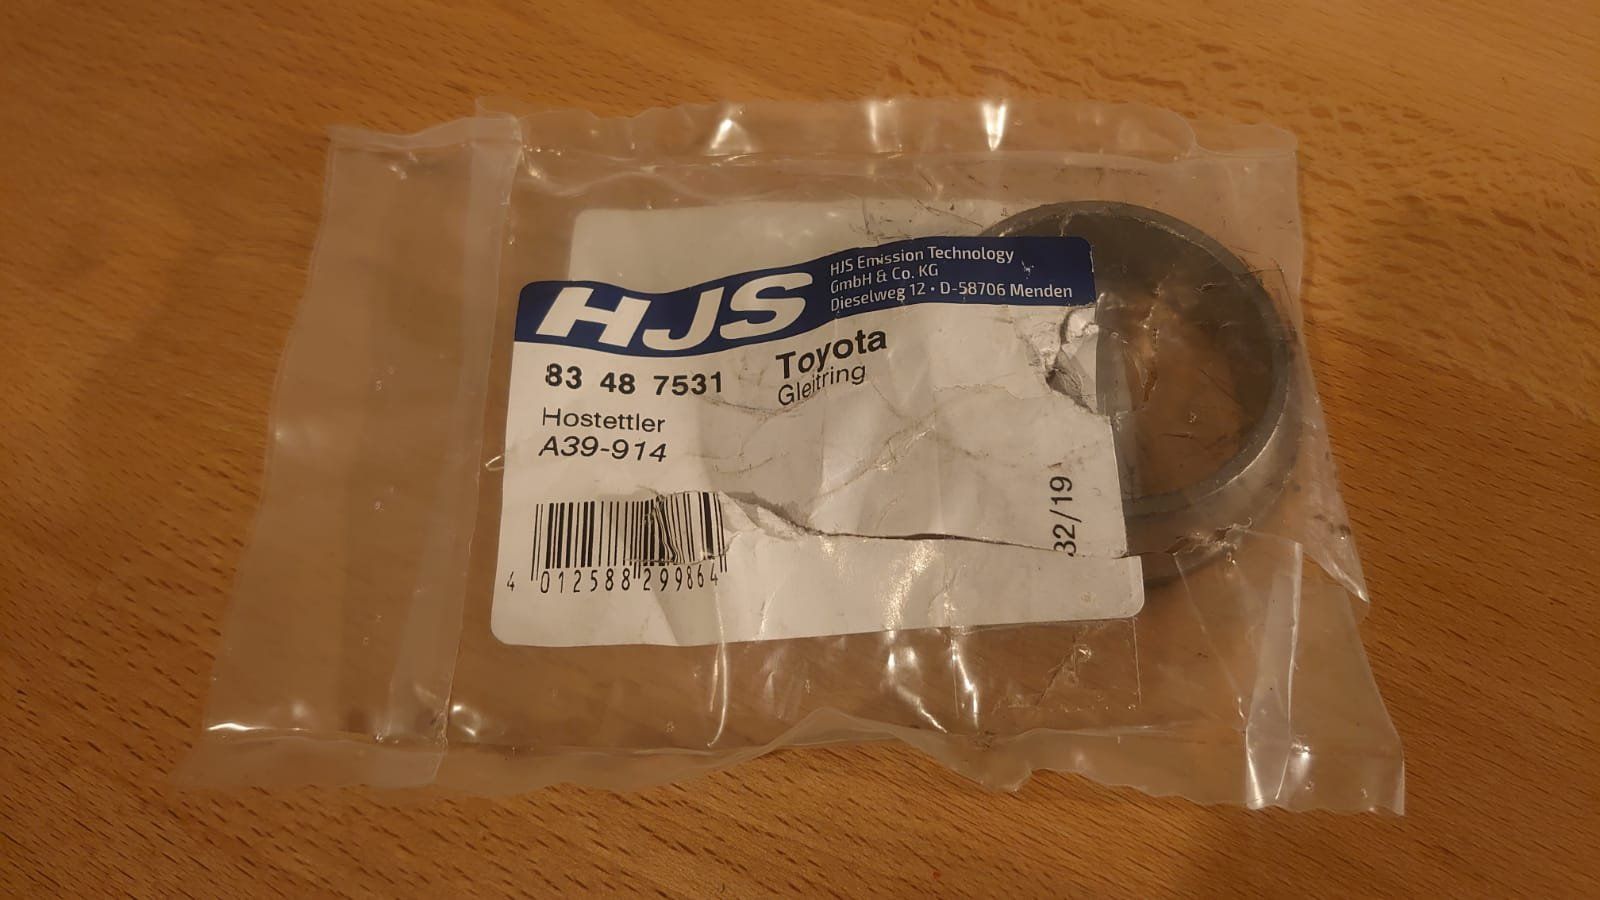 HJS
HJS Emission Technology
GmbH & Co. KG
Dieselweg 12 • D-58706 Menden
83 48 7531
Toyota
Gleitring
Hostettler
A39-914
32/19
4 012588 299864